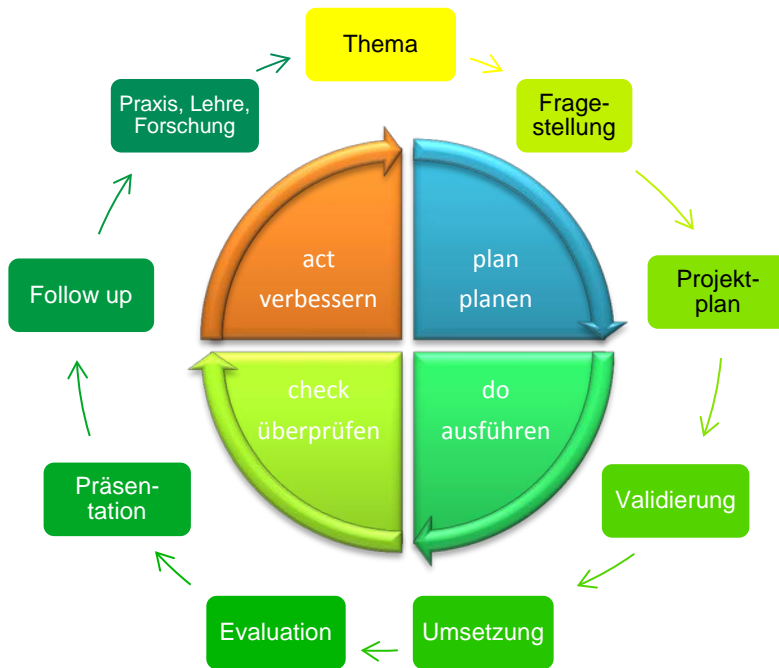 Thema
Frage-
stellung
Projekt-
plan
Validierung
Umsetzung
Evaluation
Präsen-
tation
Follow up
Praxis, Lehre,
Forschung
plan
planen
do
ausführen
check
überprüfen
act
verbessern